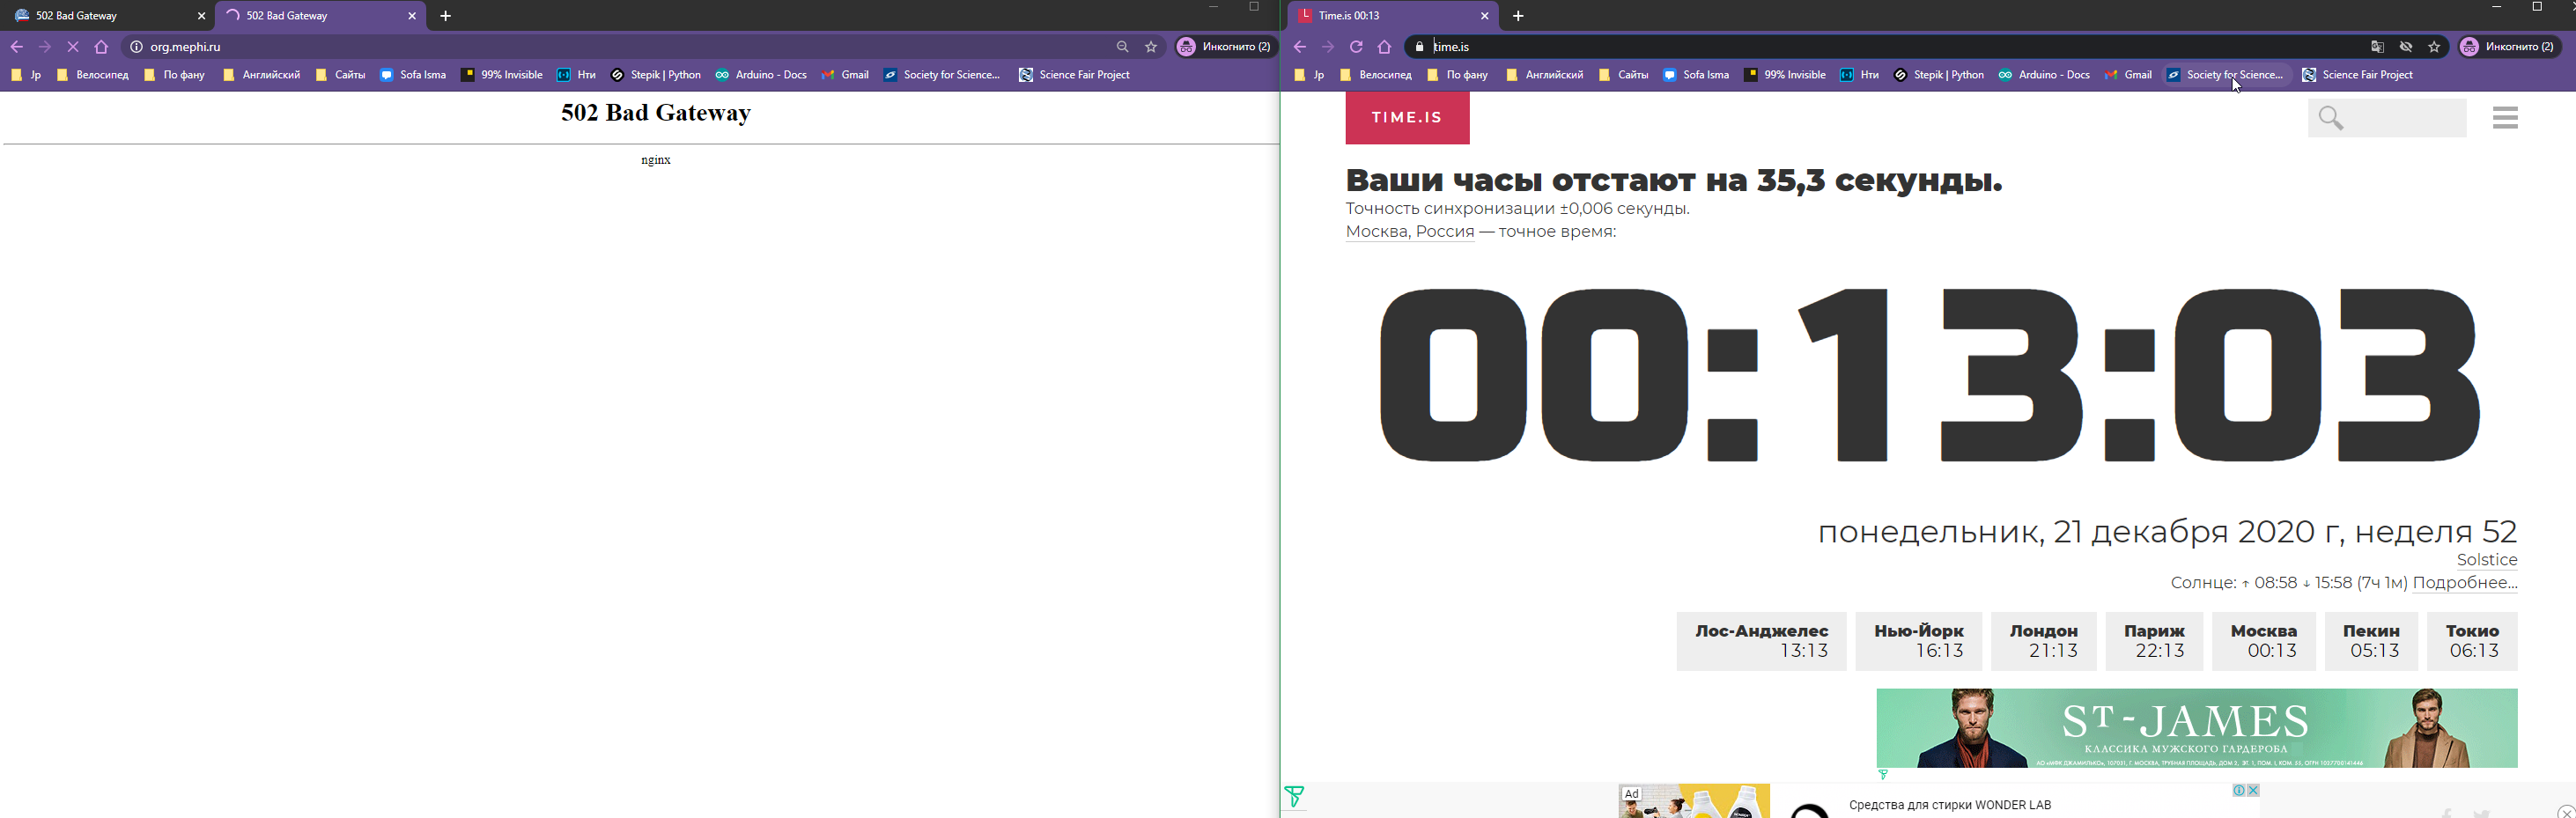 502 Bad Gateway
502 Bad Gateway
org.mephi.ru
Инкогнито (2)
Jp
Велосипед
По фану
Английский
Сайты
Sofa Isma
99% Invisible
Нти
Stepik | Python
Arduino - Docs
Gmail
Society for Science...
Science Fair Project
502 Bad Gateway
nginx
Time.is 00:13
time.is
Инкогнито (2)
Jp
Велосипед
По фану
Английский
Сайты
Sofa Isma
99% Invisible
Нти
Stepik | Python
Arduino - Docs
Gmail
Society for Science...
Science Fair Project
TIME.IS
Ваши часы отстают на 35,3 секунды.
Точность синхронизации ±0,006 секунды.
Москва, Россия — точное время:
00:13:03
понедельник, 21 декабря 2020 г, неделя 52
Solstice
Солнце: ↑ 08:58 ↓ 15:58 (7ч 1м) Подробнее...
Лос-Анджелес
13:13
Нью-Йорк
16:13
Лондон
21:13
Париж
22:13
Москва
00:13
Пекин
05:13
Токио
06:13
ST-JAMES
КЛАССИКА МУЖСКОГО ГАРДЕРОБА
Ad
Средства для стирки WONDER LAB